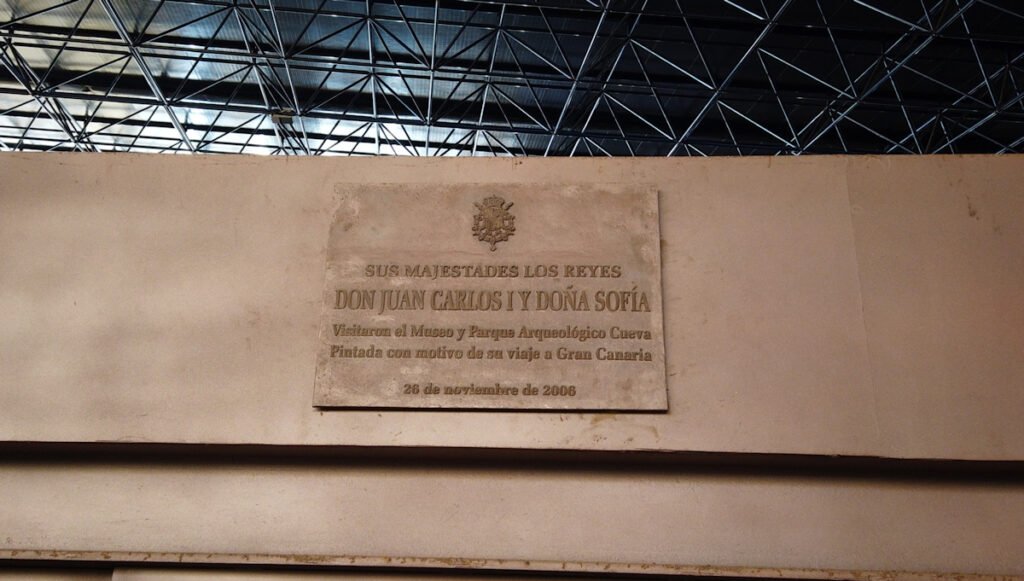 SUS MAJESTADES LOS REYES
DON JUAN CARLOS I Y DOÑA SOFÍA
Visitaron el Museo y Parque Arqueológico Cueva
Pintada con motivo de su viaje a Gran Canaria
26 de noviembre de 2006